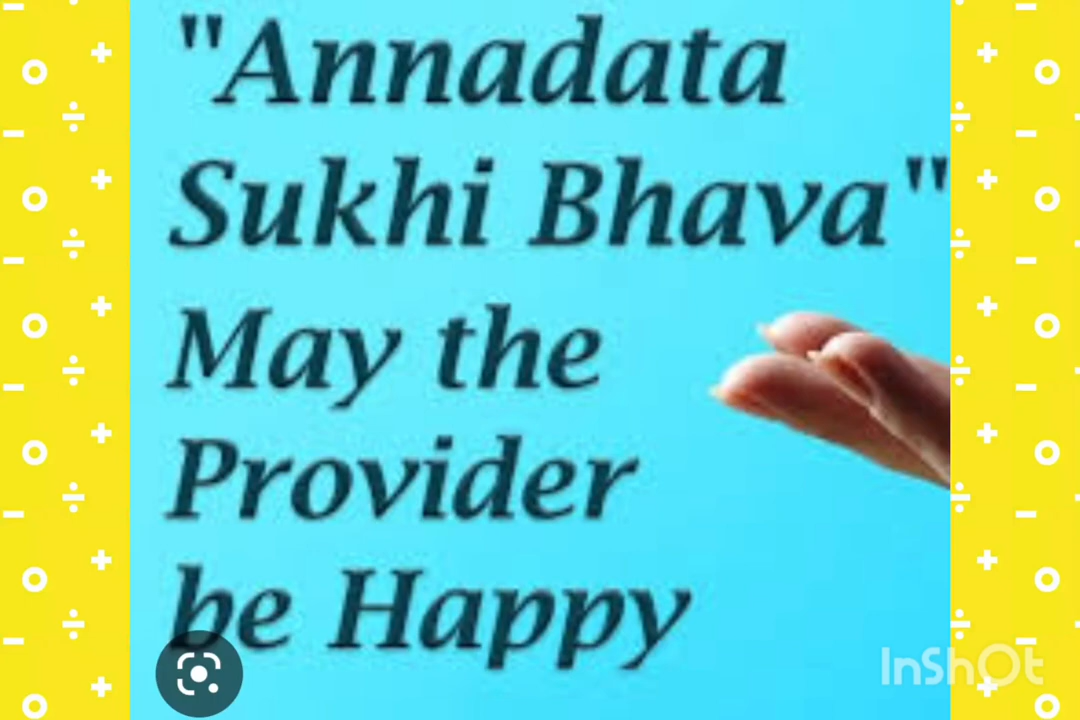 "Annadata
Sukhi Bhava"
May the
Provider
be Happy
InShOt